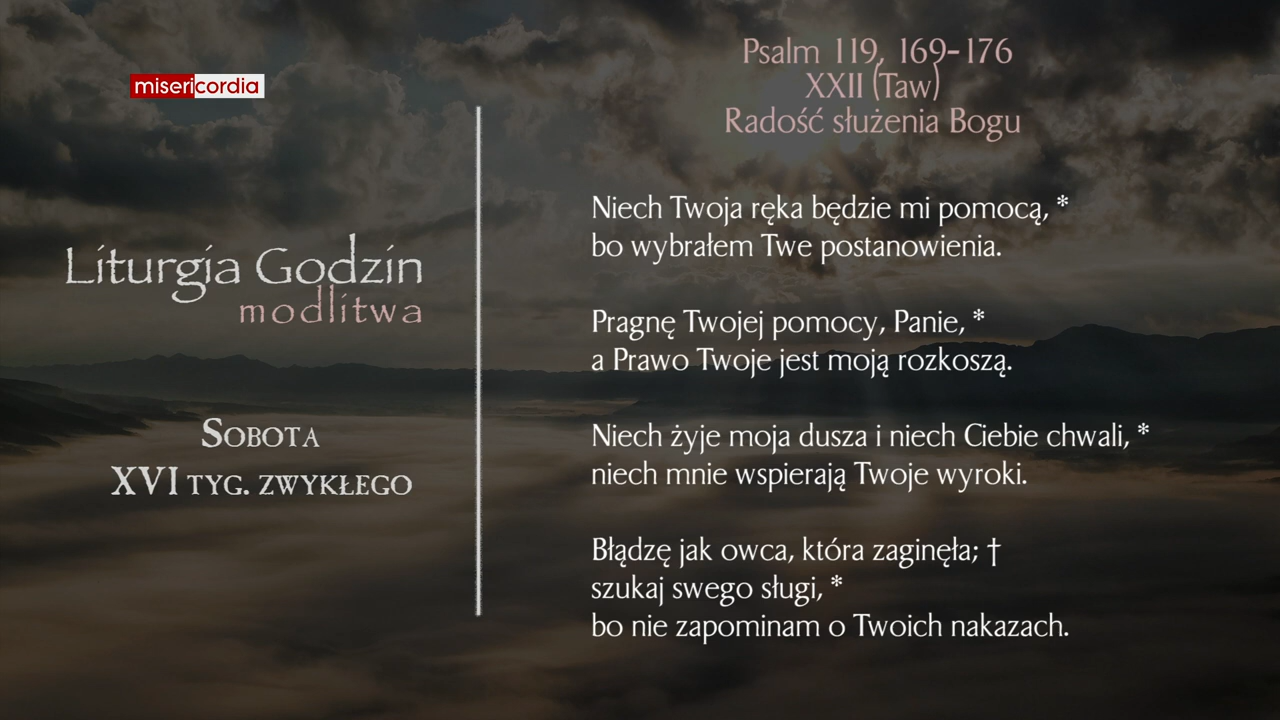 misericordia
Liturgia Godzin
modlitwa
Sobota
XVI tyg. zwykłego
Psalm 119, 169-176
XXII (Taw)
Radość służenia Bogu
Niech Twoja ręka będzie mi pomocą, *
bo wybrałem Twe postanowienia.
Pragnę Twojej pomocy, Panie, *
a Prawo Twoje jest moją rozkoszą.
Niech żyje moja dusza i niech Ciebie chwali, *
niech mnie wspierają Twoje wyroki.
Błądzę jak owca, która zaginęła; †
szukaj swego sługi, *
bo nie zapominam o Twoich nakazach.